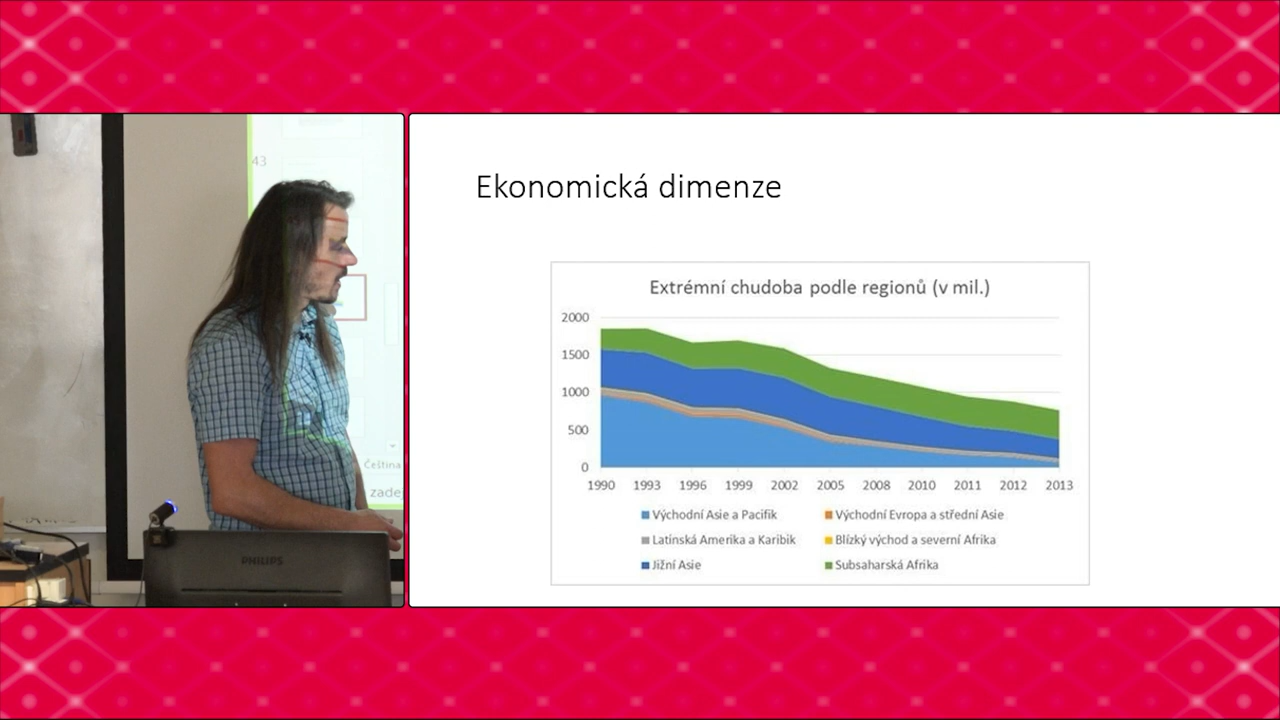 43
Čeština
zadej
PHILIPS
Ekonomická dimenze
Extrémní chudoba podle regionů (v mil.)
2000
1500
1000
500
0
1990 1993 1996 1999 2002 2005 2008 2010 2011 2012 2013
Východní Asie a Pacifik Východní Evropa a střední Asie
Latinská Amerika a Karibik Blízký východ a severní Afrika
Jižní Asie Subsaharská Afrika